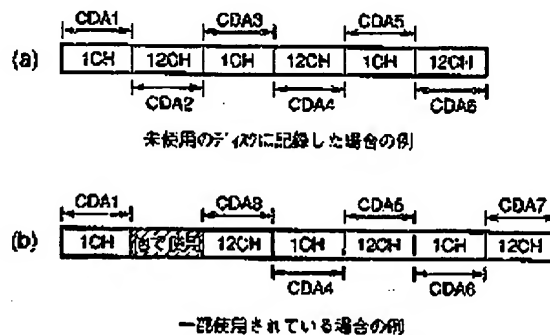 CDA1 CDA3 CDA5
(a) 1CH 12CH 1CH 12CH 1CH 12CH
CDA2 CDA4 CDA6
未使用のディスクに記録した場合の例
CDA1 CDA3 CDA5 CDA7
(b) 1CH 他で使用 12CH 1CH 12CH 1CH 12CH
CDA4 CDA6
一部使用されている場合の例